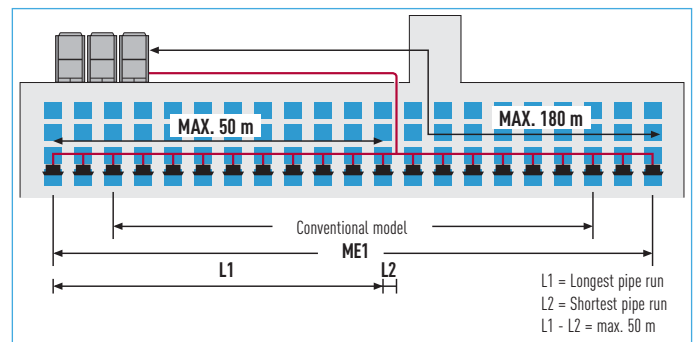 MAX. 50 m
MAX. 180 m
Conventional model
ME1
L1
L2
L1 = Longest pipe run
L2 = Shortest pipe run
L1 - L2 = max. 50 m